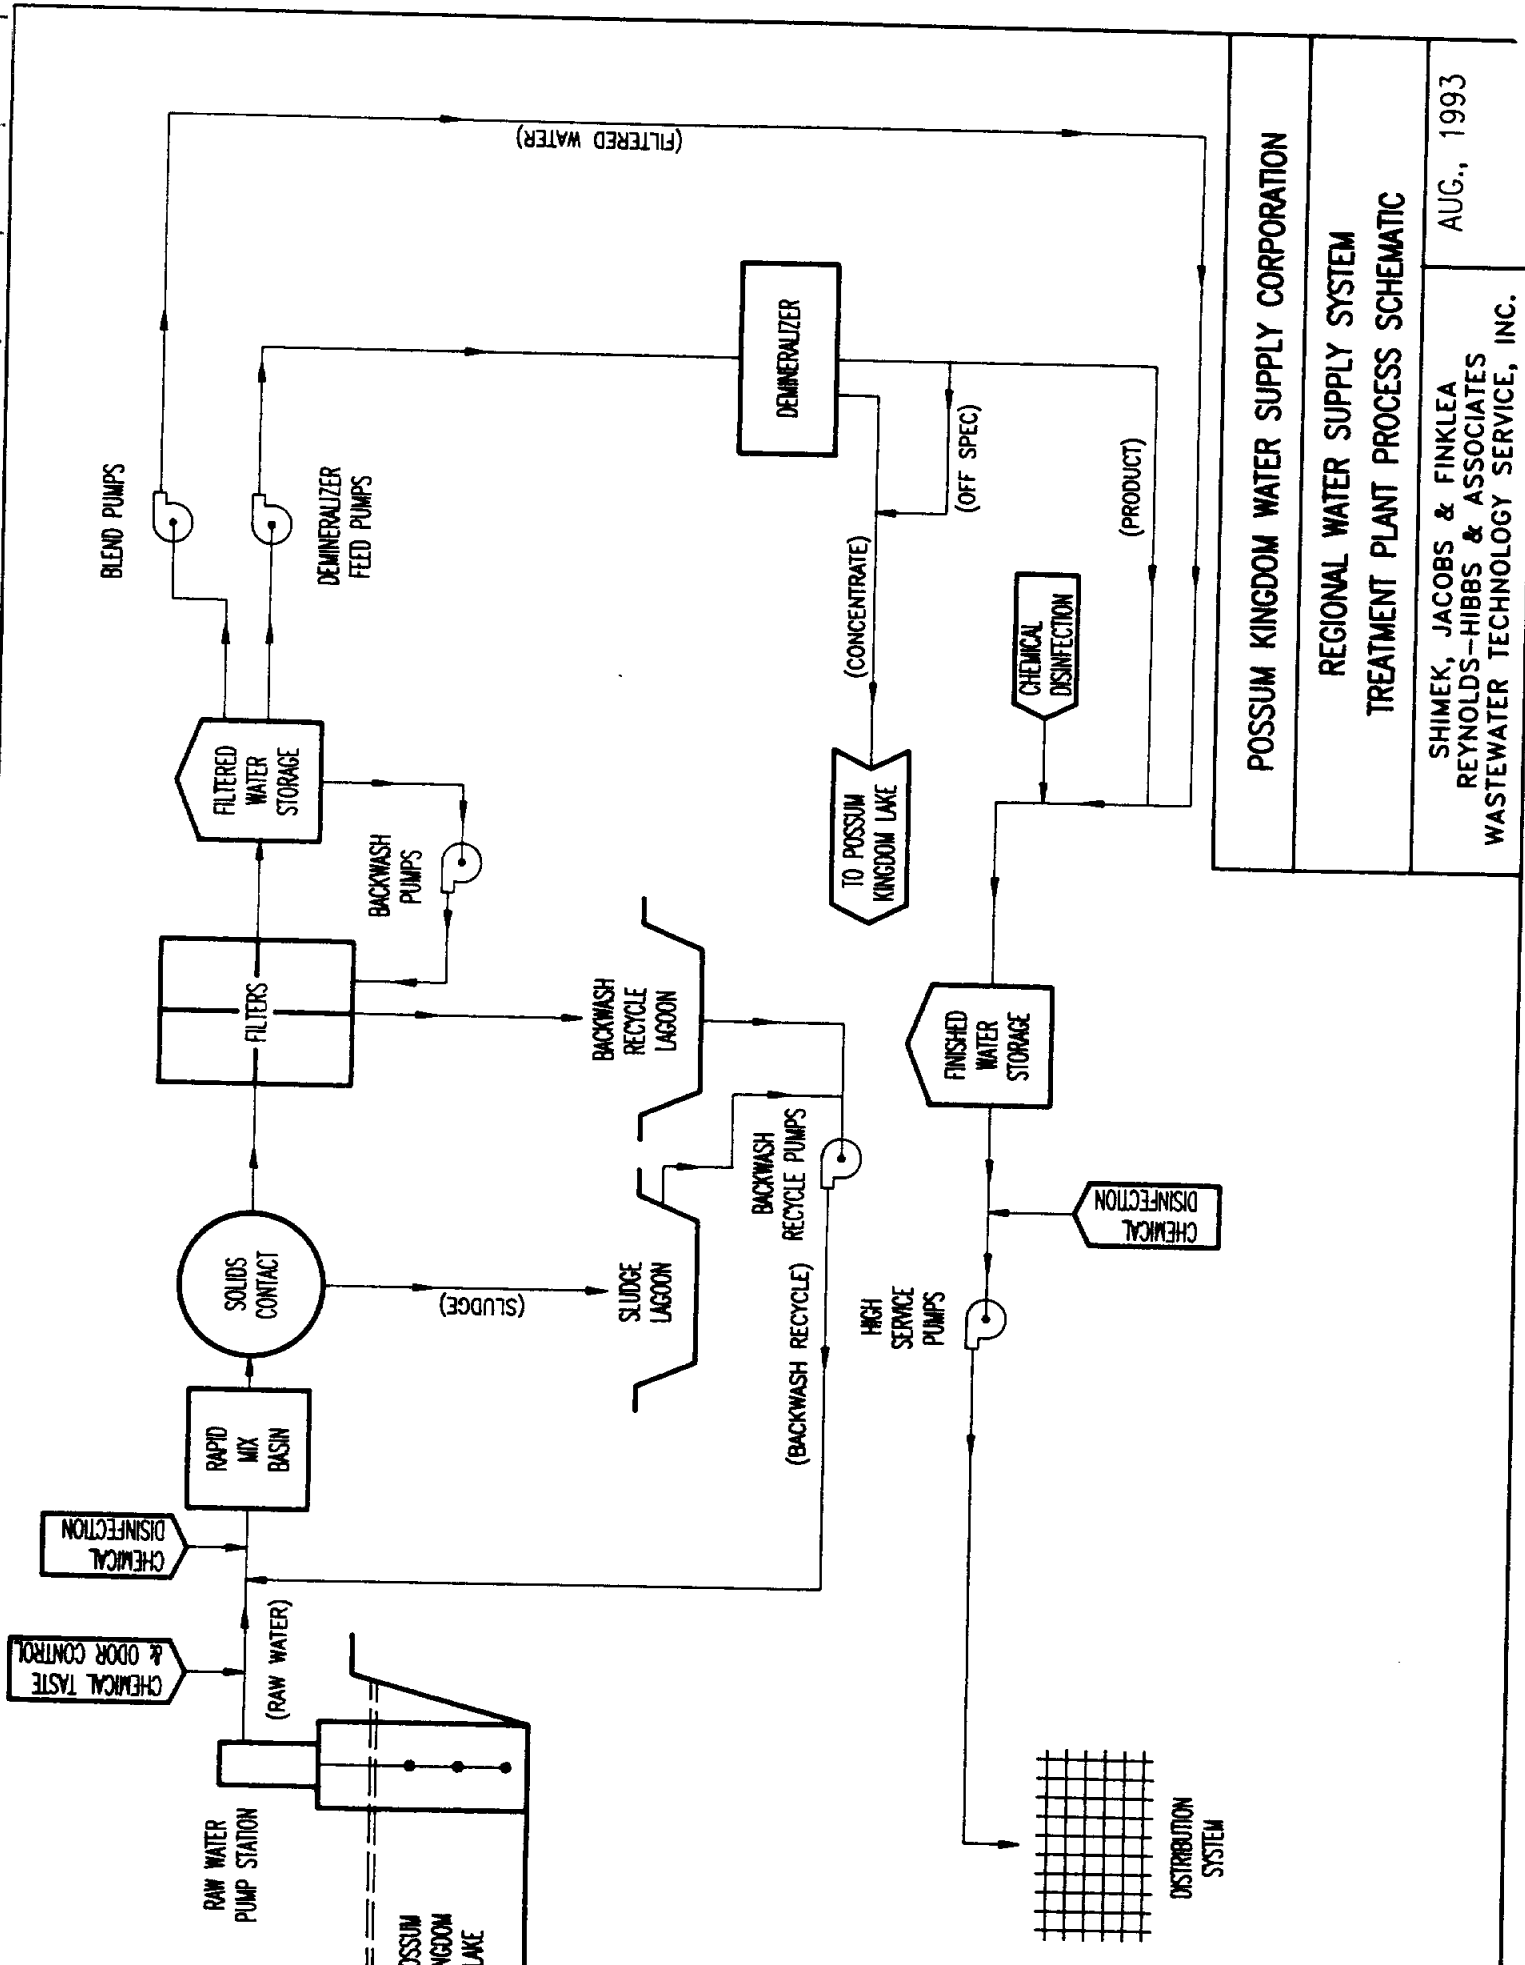 CHEMICAL TASTE
& ODOR CONTROL
CHEMICAL
DISINFECTION
RAW WATER
PUMP STATION
(RAW WATER)
RAPID
MIX
BASIN
SOLIDS
CONTACT
FILTERS
FILTERED
WATER
STORAGE
BLEND PUMPS
DEMINERALIZER
FEED PUMPS
(FILTERED WATER)
BACKWASH
PUMPS
(SLUDGE)
SLUDGE
LAGOON
BACKWASH
RECYCLE
LAGOON
BACKWASH
RECYCLE PUMPS
(BACKWASH RECYCLE)
DEMINERALIZER
(CONCENTRATE)
(OFF SPEC)
(PRODUCT)
TO POSSUM
KINGDOM LAKE
CHEMICAL
DISINFECTION
FINISHED
WATER
STORAGE
CHEMICAL
DISINFECTION
HIGH
SERVICE
PUMPS
DISTRIBUTION
SYSTEM
OSSUM
NGDOM
LAKE
POSSUM KINGDOM WATER SUPPLY CORPORATION
REGIONAL WATER SUPPLY SYSTEM
TREATMENT PLANT PROCESS SCHEMATIC
SHIMEK, JACOBS & FINKLEA
REYNOLDS-HIBBS & ASSOCIATES
WASTEWATER TECHNOLOGY SERVICE, INC.
AUG., 1993